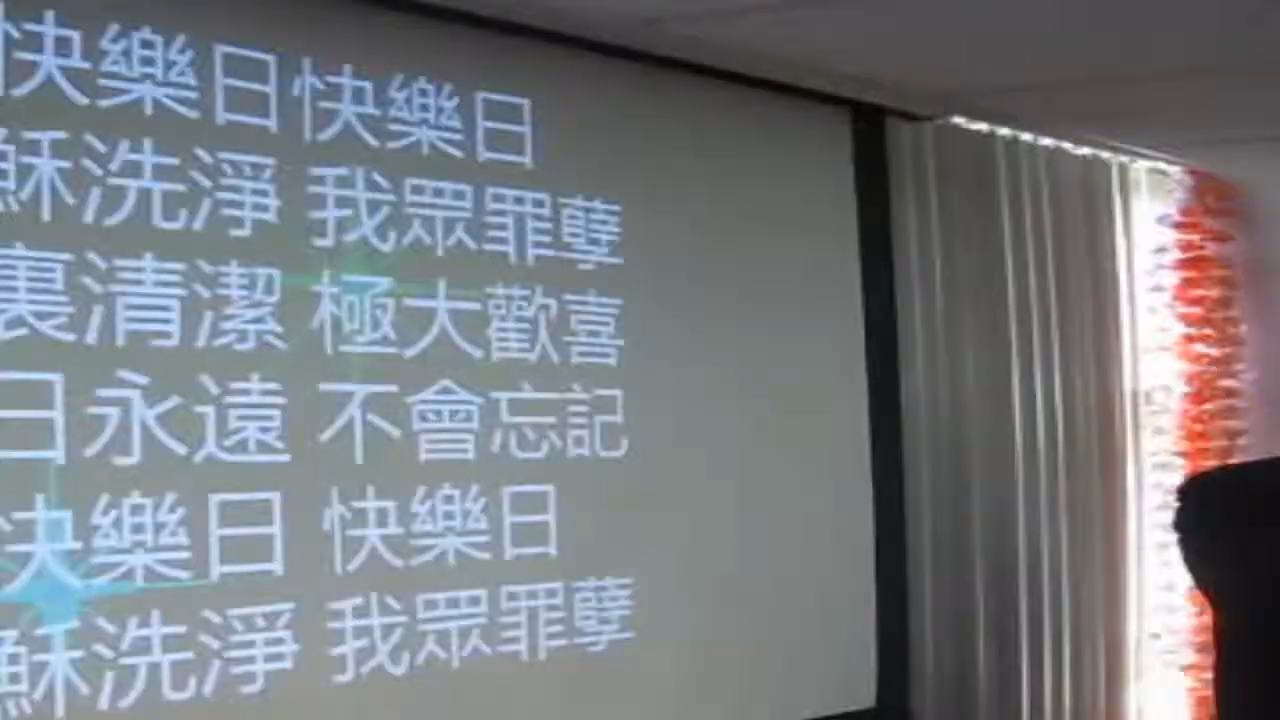 快樂日快樂日
穌洗淨 我眾罪孽
裏清潔 極大歡喜
日永遠 不會忘記
快樂日 快樂日
穌洗淨 我眾罪孽